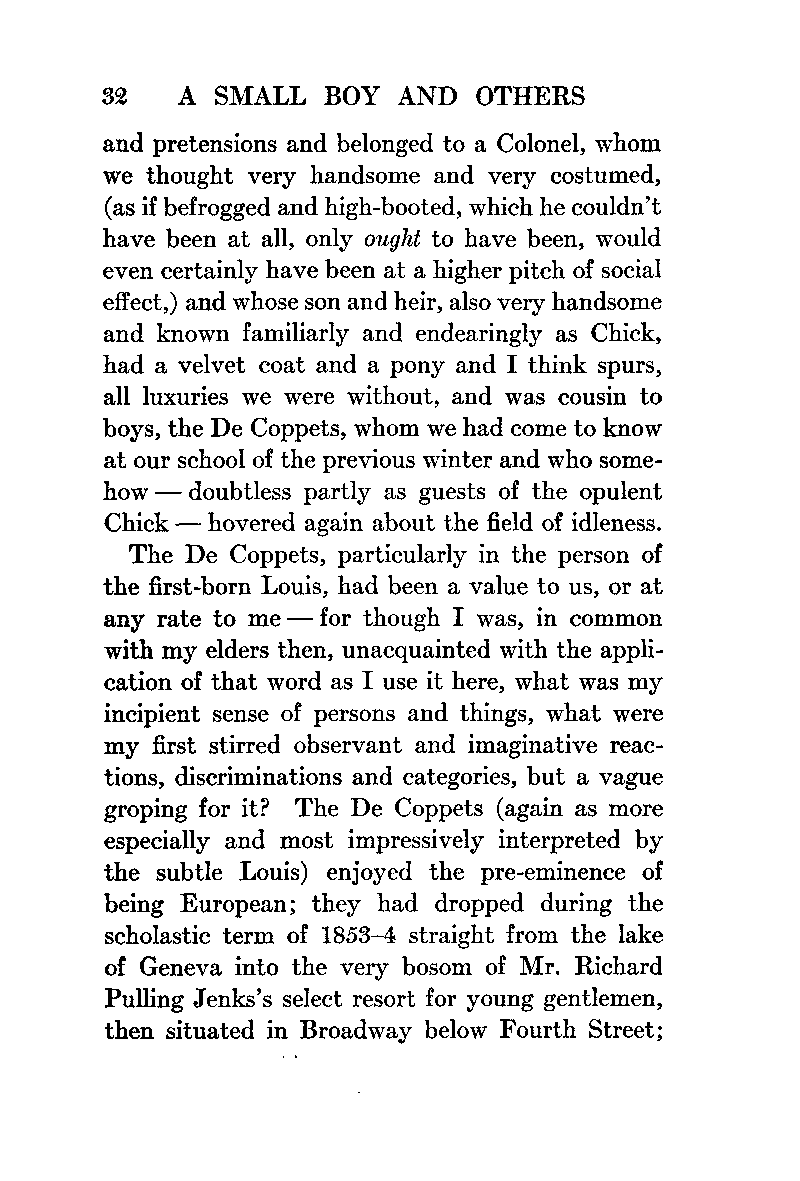 32 A SMALL BOY AND OTHERS
and pretensions and belonged to a Colonel, whom
we thought very handsome and very costumed,
(as if befrogged and high-booted, which he couldn't
have been at all, only ought to have been, would
even certainly have been at a higher pitch of social
effect,) and whose son and heir, also very handsome
and known familiarly and endearingly as Chick,
had a velvet coat and a pony and I think spurs,
all luxuries we were without, and was cousin to
boys, the De Coppets, whom we had come to know
at our school of the previous winter and who some-
how — doubtless partly as guests of the opulent
Chick — hovered again about the field of idleness.
The De Coppets, particularly in the person of
the first-born Louis, had been a value to us, or at
any rate to me — for though I was, in common
with my elders then, unacquainted with the appli-
cation of that word as I use it here, what was my
incipient sense of persons and things, what were
my first stirred observant and imaginative reac-
tions, discriminations and categories, but a vague
groping for it? The De Coppets (again as more
especially and most impressively interpreted by
the subtle Louis) enjoyed the pre-eminence of
being European; they had dropped during the
scholastic term of 1853–4 straight from the lake
of Geneva into the very bosom of Mr. Richard
Pulling Jenks's select resort for young gentlemen,
then situated in Broadway below Fourth Street;